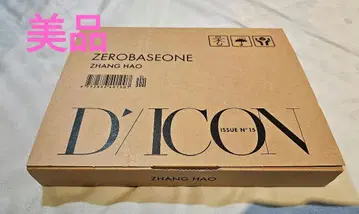 美品
ZEROBASEONE
ZHANG HAO
D/ICON
ISSUE N°15
ZHANG HAO